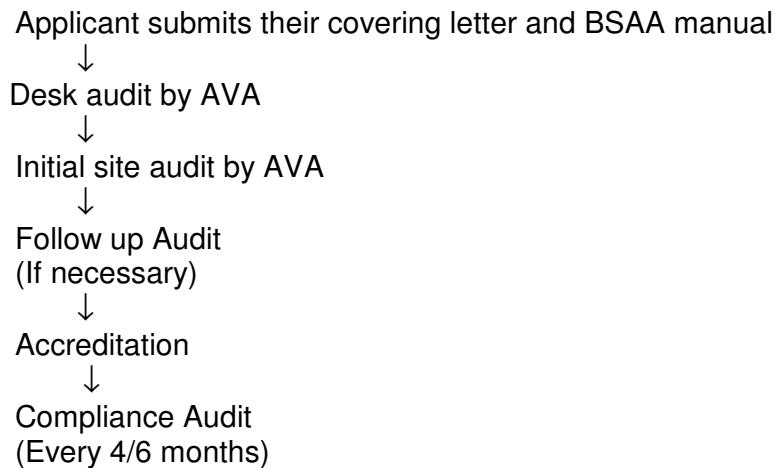 Applicant submits their covering letter and BSAA manual
↓
Desk audit by AVA
↓
Initial site audit by AVA
↓
Follow up Audit
(If necessary)
↓
Accreditation
↓
Compliance Audit
(Every 4/6 months)